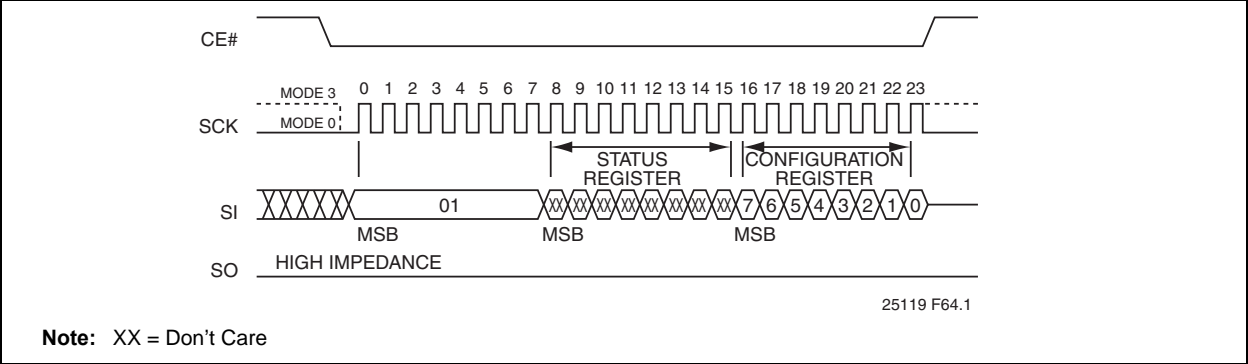 CE#
MODE 3
0 1 2 3 4 5 6 7 8 9 10 11 12 13 14 15 16 17 18 19 20 21 22 23
SCK
MODE 0
STATUS REGISTER
CONFIGURATION REGISTER
SI
01
XX XX XX XX XX XX XX XX 7 6 5 4 3 2 1 0
MSB MSB MSB
SO
HIGH IMPEDANCE
25119 F64.1
Note: XX = Don't Care